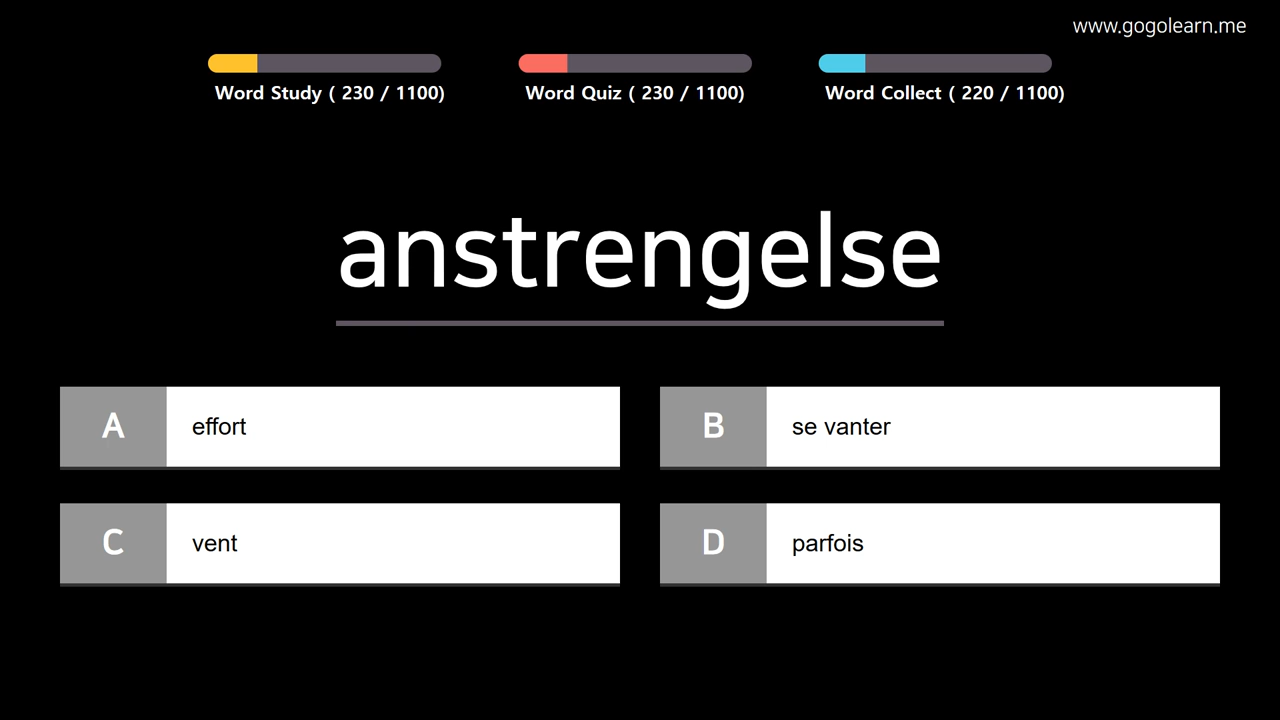 www.gogolearn.me
Word Study ( 230 / 1100)
Word Quiz ( 230 / 1100)
Word Collect ( 220 / 1100)
anstrengelse
A effort
B se vanter
C vent
D parfois